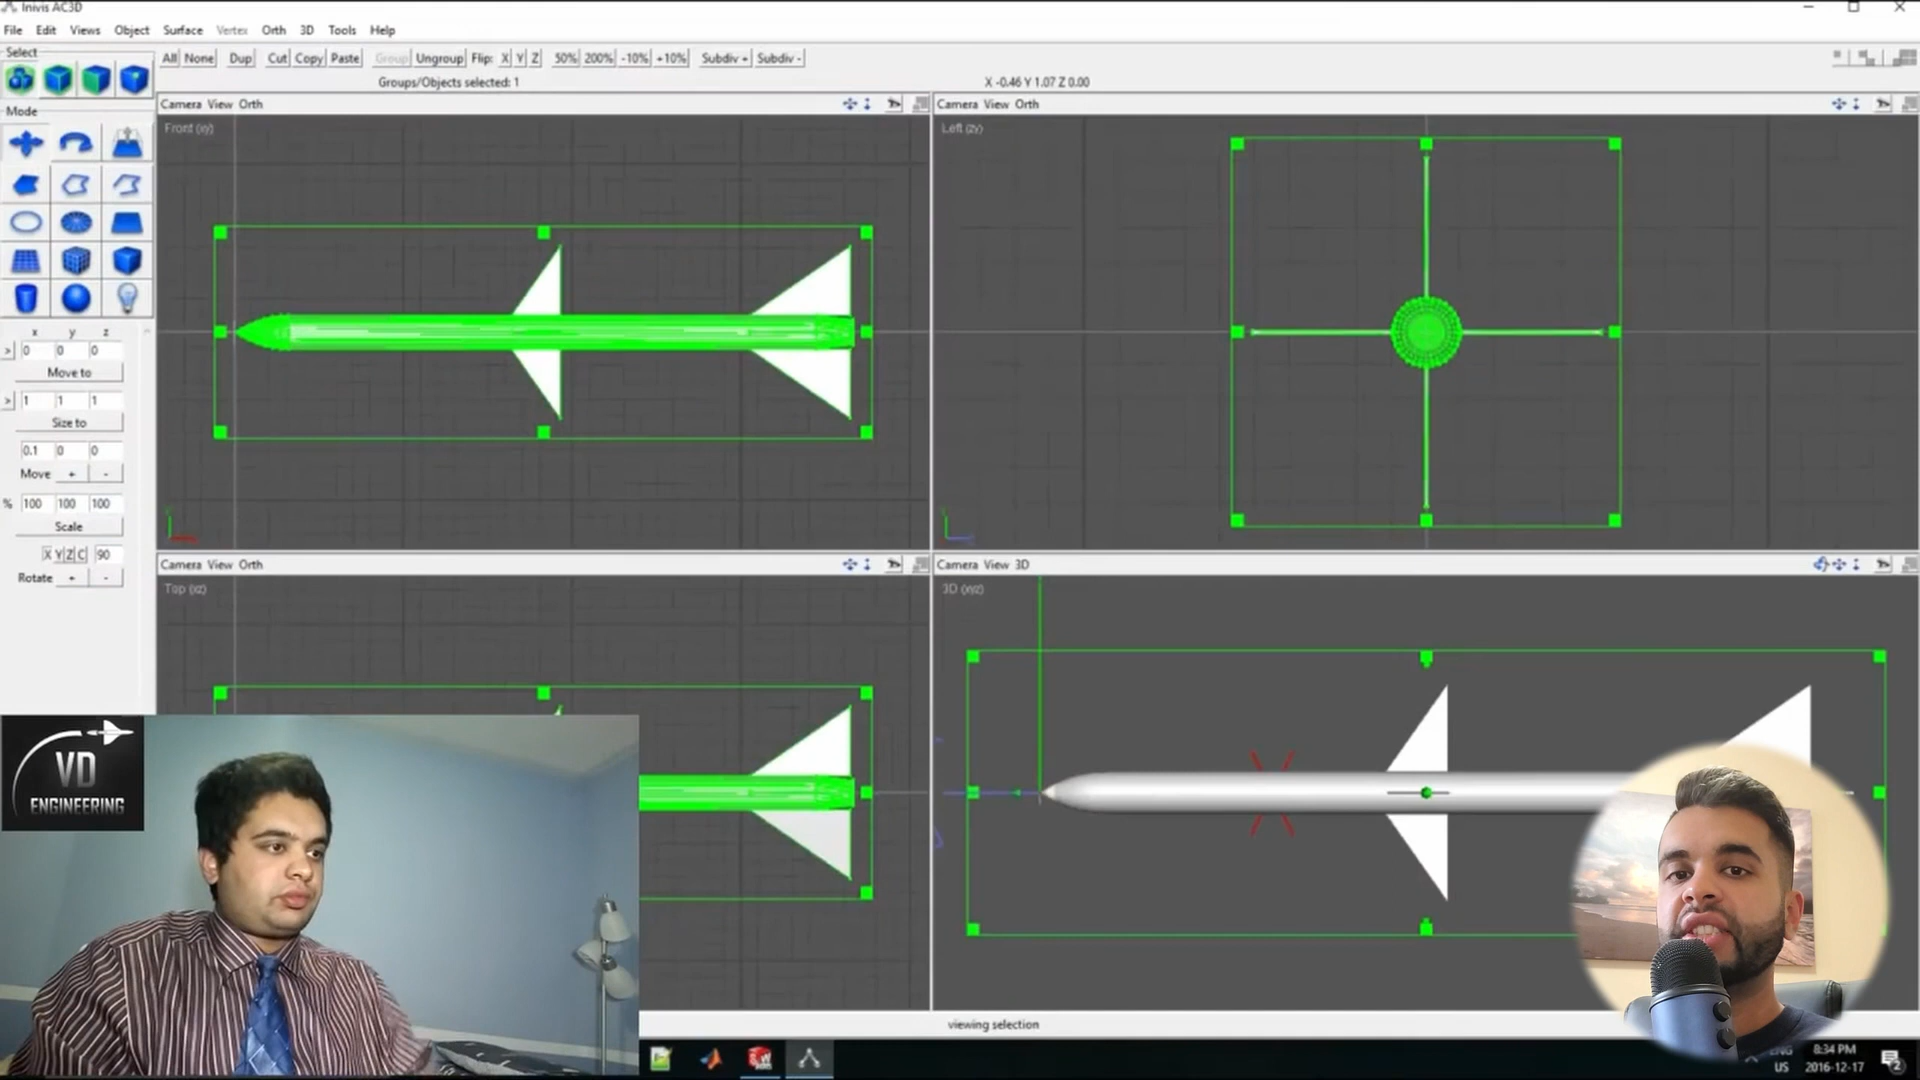 Inivis AC3D
File Edit Views Object Surface Vertex Orth 3D Tools Help
Select
All None Dup Cut Copy Paste Group Ungroup Flip: X Y Z 50% 200% -10% +10% Subdiv + Subdiv -
Groups/Objects selected: 1
X -0.46 Y 1.07 Z 0.00
Mode
Camera View Orth
Front (xy)
Camera View Orth
Left (zy)
x y z
> 0 0 0
Move to
> 1 1 1
Size to
0.1 0 0
Move + -
% 100 100 100
Scale
X Y Z C 90
Rotate + -
Camera View Orth
Top (xz)
Camera View 3D
3D (xyz)
VD
ENGINEERING
viewing selection
ENG
US
8:34 PM
2016-12-17
2